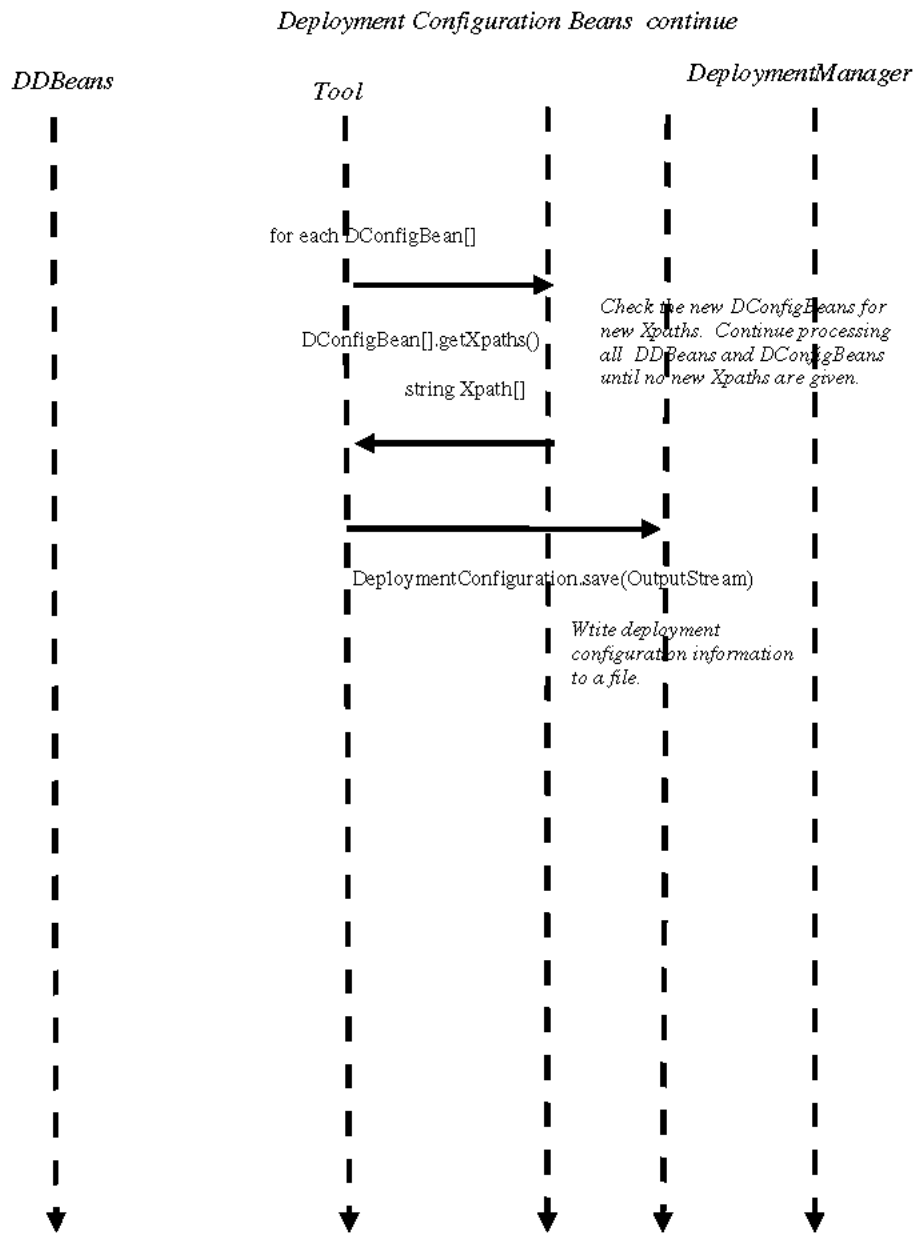 Deployment Configuration Beans continue
DDBeans
Tool
DeploymentManager
for each DConfigBean[]
Check the new DConfigBeans for
new Xpaths. Continue processing
all DDBeans and DConfigBeans
until no new Xpaths are given.
DConfigBean[].getXpaths()
string Xpath[]
DeploymentConfiguration.save(OutputStream)
Wtite deployment
configuration information
to a file.